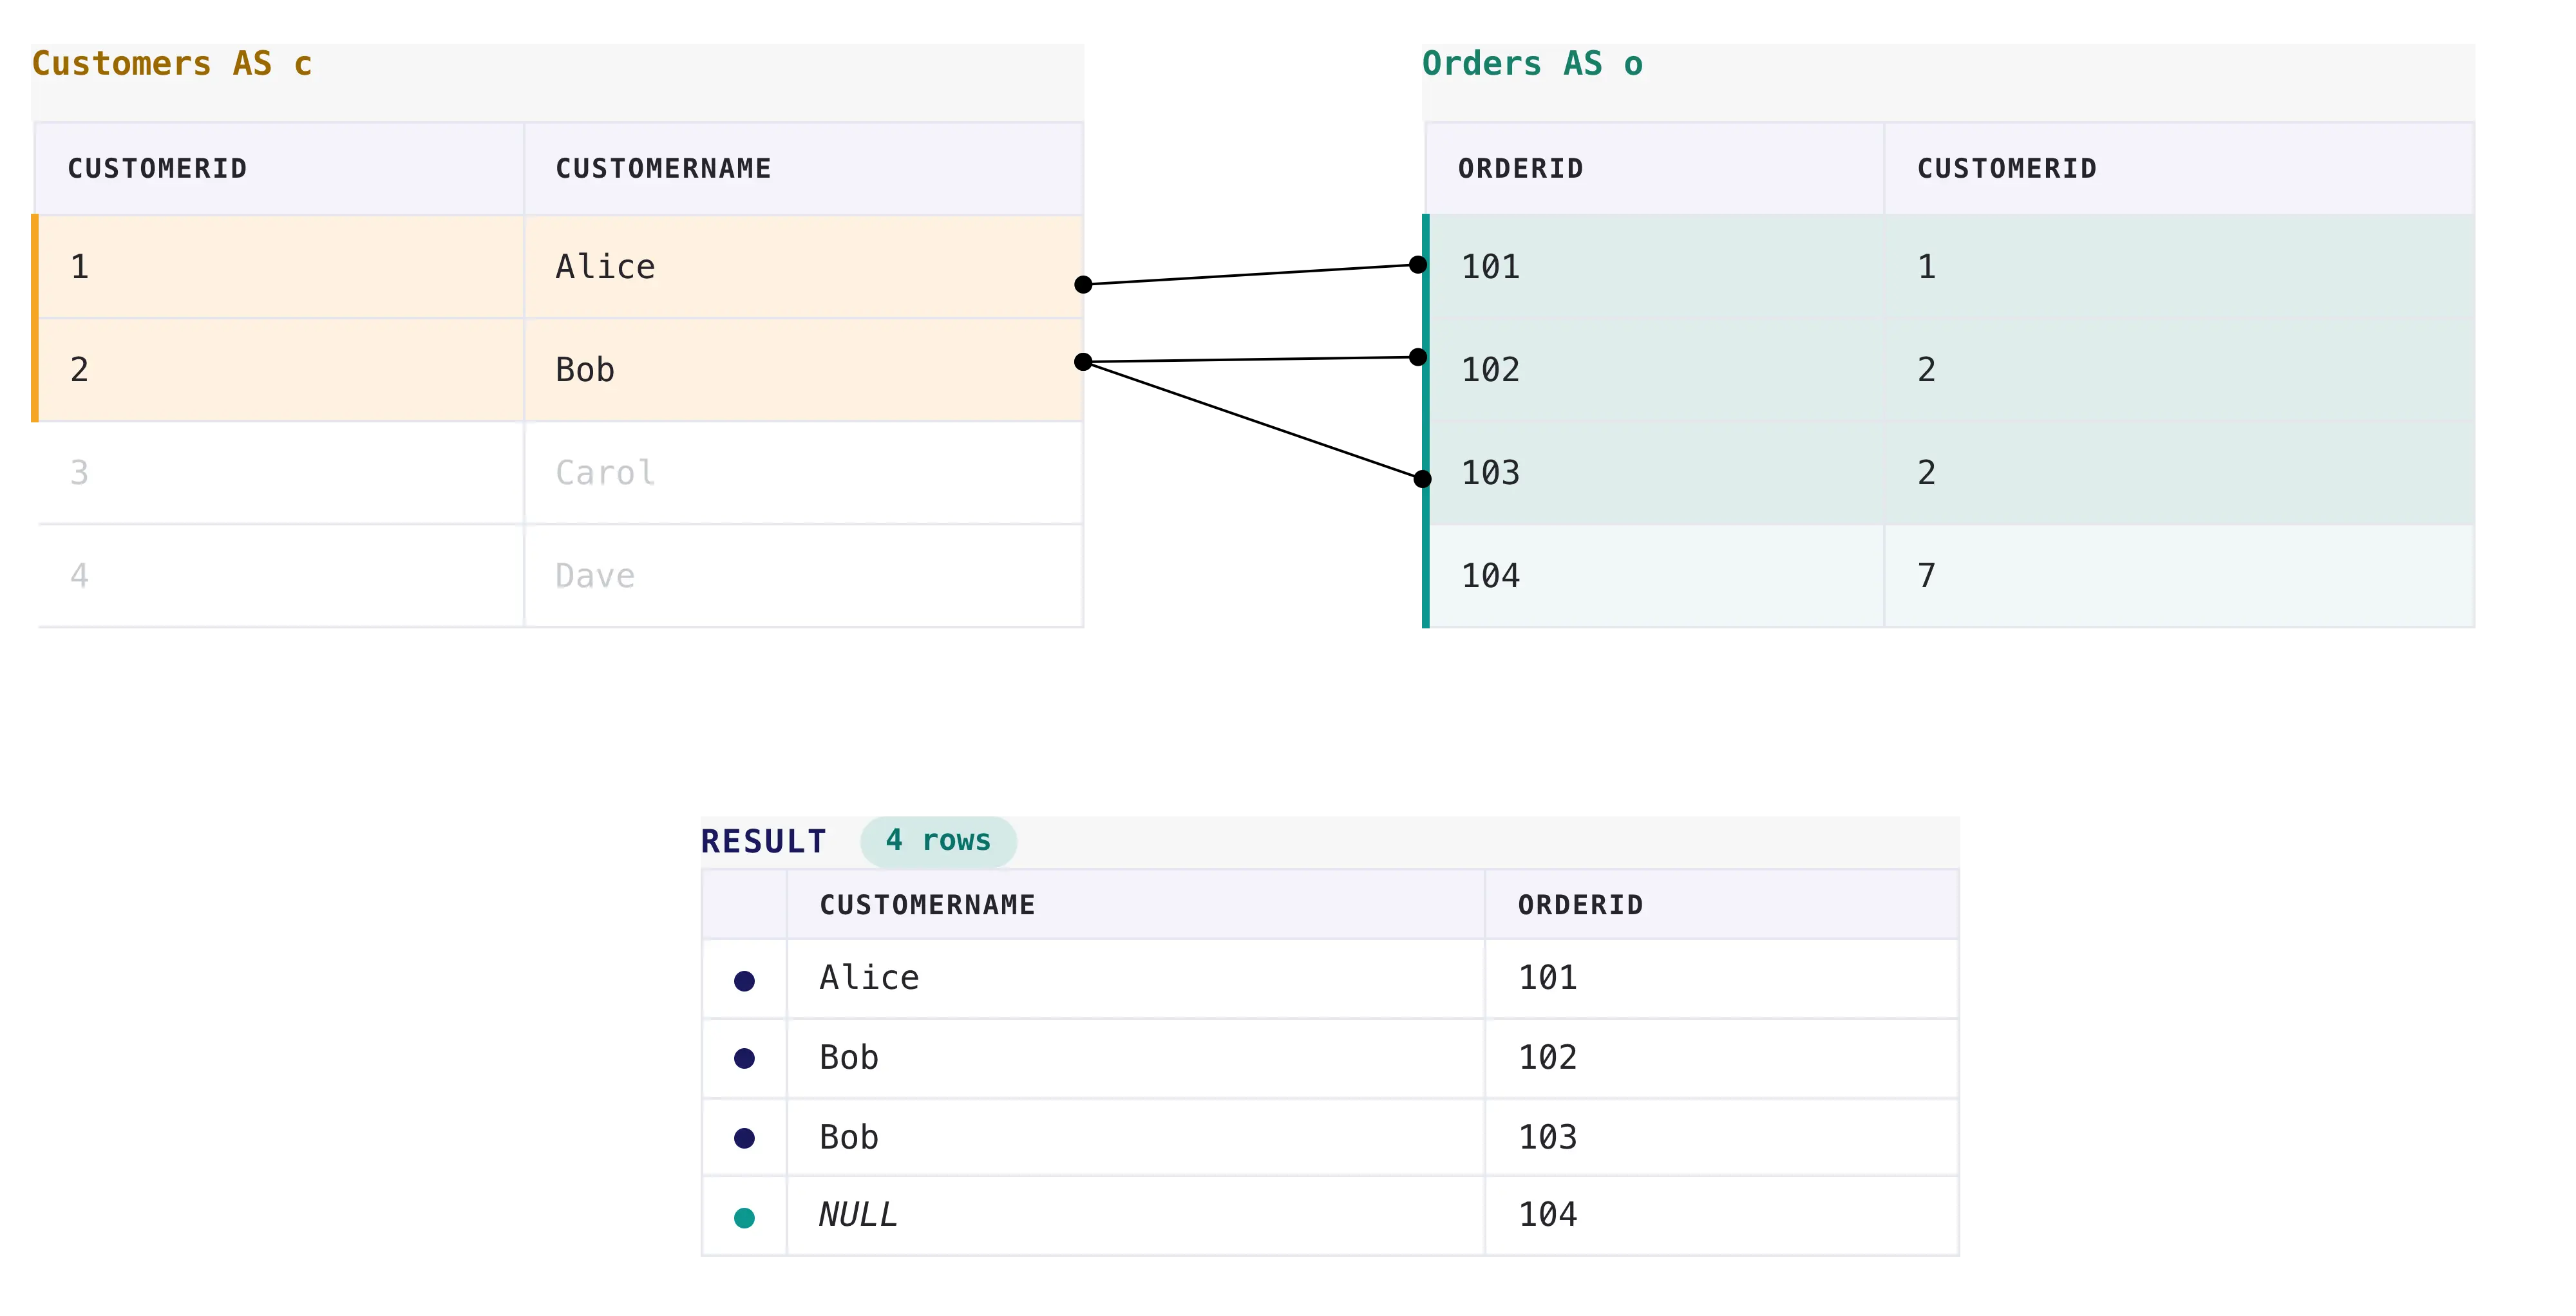 Customers AS c
CUSTOMERID CUSTOMERNAME
1 Alice
2 Bob
3 Carol
4 Dave
Orders AS o
ORDERID CUSTOMERID
101 1
102 2
103 2
104 7
RESULT 4 rows
CUSTOMERNAME ORDERID
Alice 101
Bob 102
Bob 103
NULL 104